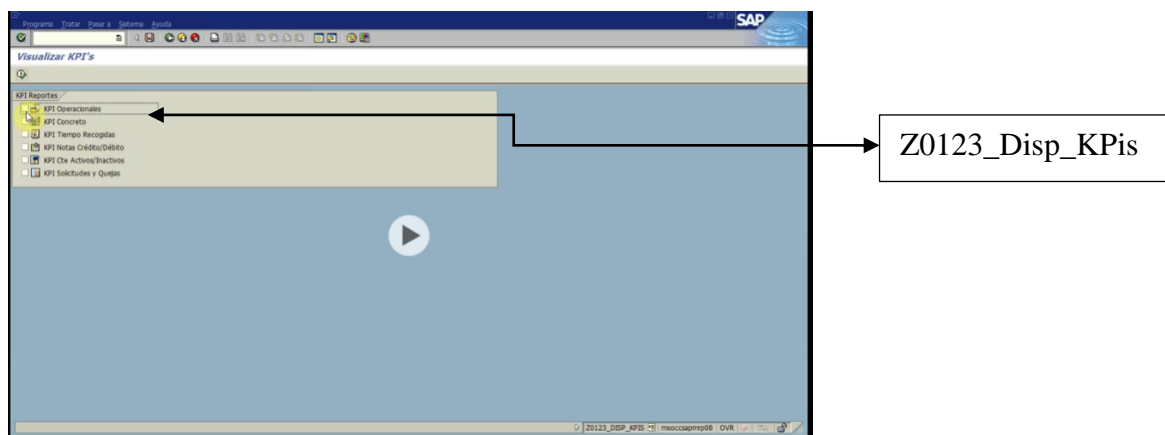 Programa Tratar Pasar a Sistema Ayuda
SAP
Visualizar KPI's
KPI Reportes
KPI Operacionales
KPI Concreto
KPI Tiempo Recogidas
KPI Notas Crédito/Débito
KPI Cte Activos/Inactivos
KPI Solicitudes y Quejas
Z0123_Disp_KPis
Z0123_DISP_KPIS mxoccsapmrp08 OVR